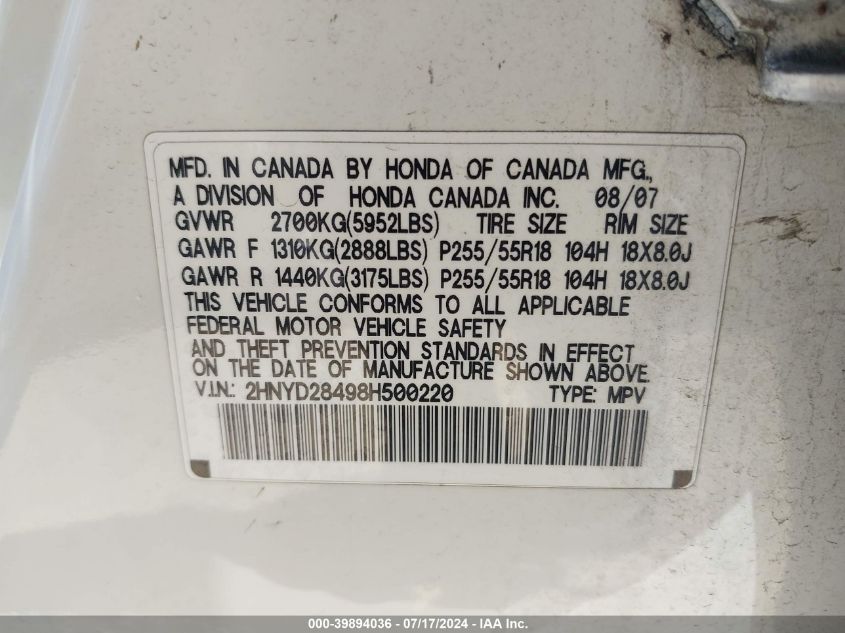 MFD. IN CANADA BY HONDA OF CANADA MFG.,
A DIVISION OF HONDA CANADA INC. 08/07
GVWR 2700KG(5952LBS) TIRE SIZE RIM SIZE
GAWR F 1310KG(2888LBS) P255/55R18 104H 18X8.0J
GAWR R 1440KG(3175LBS) P255/55R18 104H 18X8.0J
THIS VEHICLE CONFORMS TO ALL APPLICABLE
FEDERAL MOTOR VEHICLE SAFETY
AND THEFT PREVENTION STANDARDS IN EFFECT
ON THE DATE OF MANUFACTURE SHOWN ABOVE.
V.I.N.: 2HNYD28498H500220 TYPE: MPV
000-39894036 - 07/17/2024 - IAA Inc.